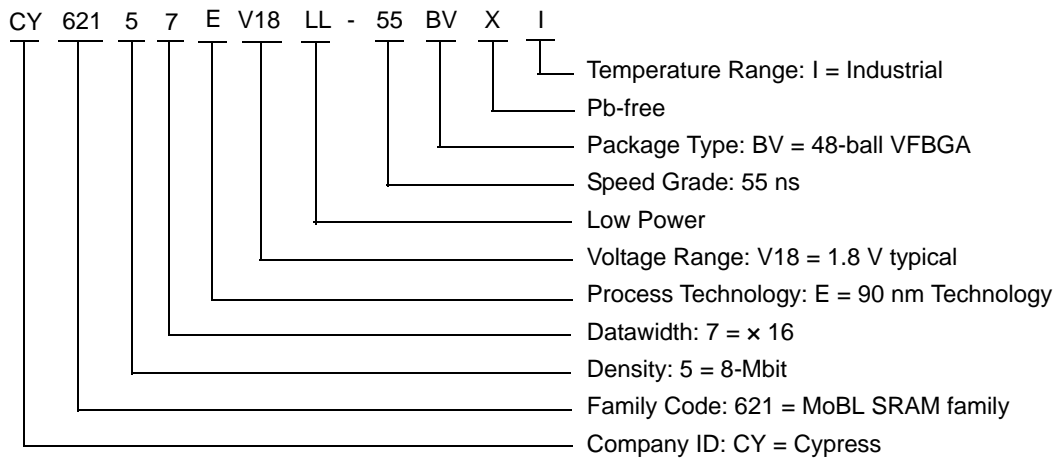 CY 621 5 7 E V18 LL - 55 BV X I
Temperature Range: I = Industrial
Pb-free
Package Type: BV = 48-ball VFBGA
Speed Grade: 55 ns
Low Power
Voltage Range: V18 = 1.8 V typical
Process Technology: E = 90 nm Technology
Datawidth: 7 = × 16
Density: 5 = 8-Mbit
Family Code: 621 = MoBL SRAM family
Company ID: CY = Cypress